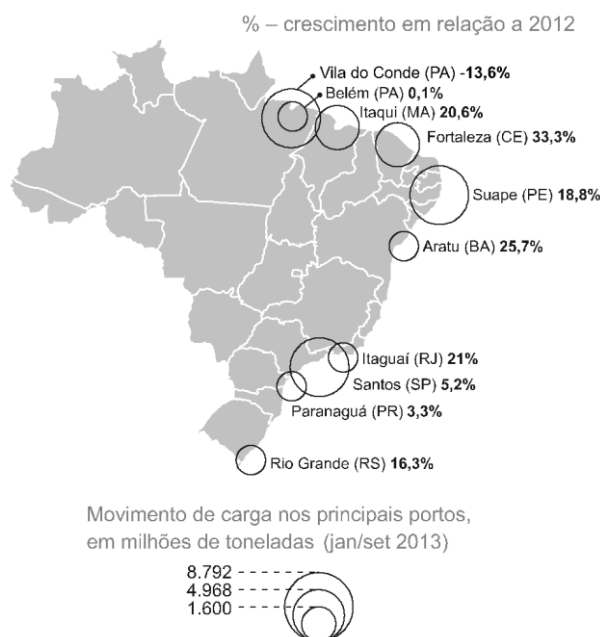 % – crescimento em relação a 2012
Vila do Conde (PA) -13,6%
Belém (PA) 0,1%
Itaqui (MA) 20,6%
Fortaleza (CE) 33,3%
Suape (PE) 18,8%
Aratu (BA) 25,7%
Itaguaí (RJ) 21%
Santos (SP) 5,2%
Paranaguá (PR) 3,3%
Rio Grande (RS) 16,3%
Movimento de carga nos principais portos,
em milhões de toneladas (jan/set 2013)
8.792
4.968
1.600